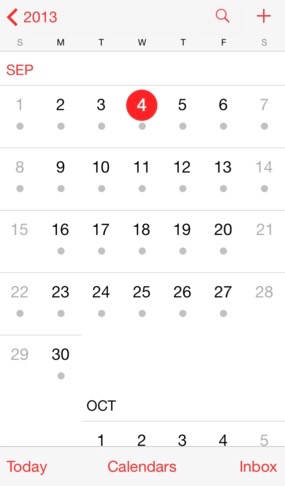 2013
S M T W T F S
SEP
1 2 3 4 5 6 7
8 9 10 11 12 13 14
15 16 17 18 19 20 21
22 23 24 25 26 27 28
29 30
OCT
1 2 3 4 5
Today Calendars Inbox